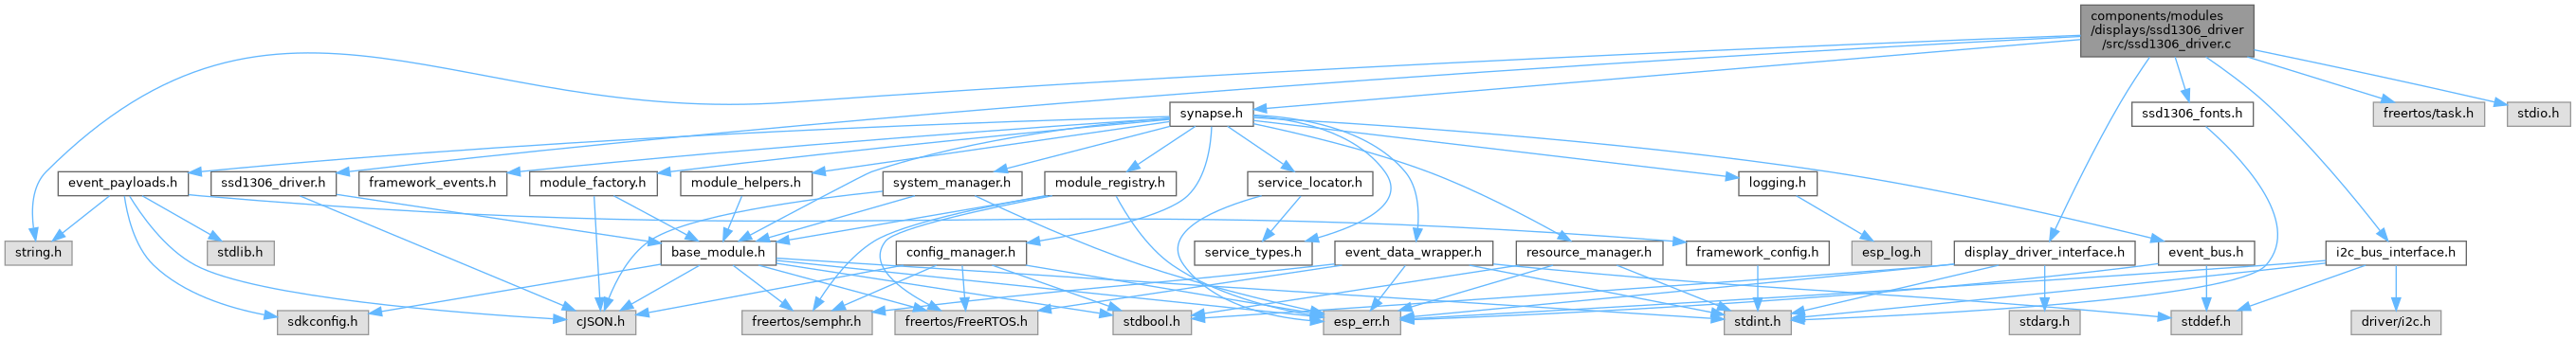 components/modules
/displays/ssd1306_driver
/src/ssd1306_driver.c
synapse.h
ssd1306_fonts.h
freertos/task.h
stdio.h
event_payloads.h
ssd1306_driver.h
framework_events.h
module_factory.h
module_helpers.h
system_manager.h
module_registry.h
service_locator.h
logging.h
string.h
stdlib.h
base_module.h
config_manager.h
service_types.h
event_data_wrapper.h
resource_manager.h
framework_config.h
esp_log.h
display_driver_interface.h
event_bus.h
i2c_bus_interface.h
sdkconfig.h
cJSON.h
freertos/semphr.h
freertos/FreeRTOS.h
stdbool.h
esp_err.h
stdint.h
stdarg.h
stddef.h
driver/i2c.h